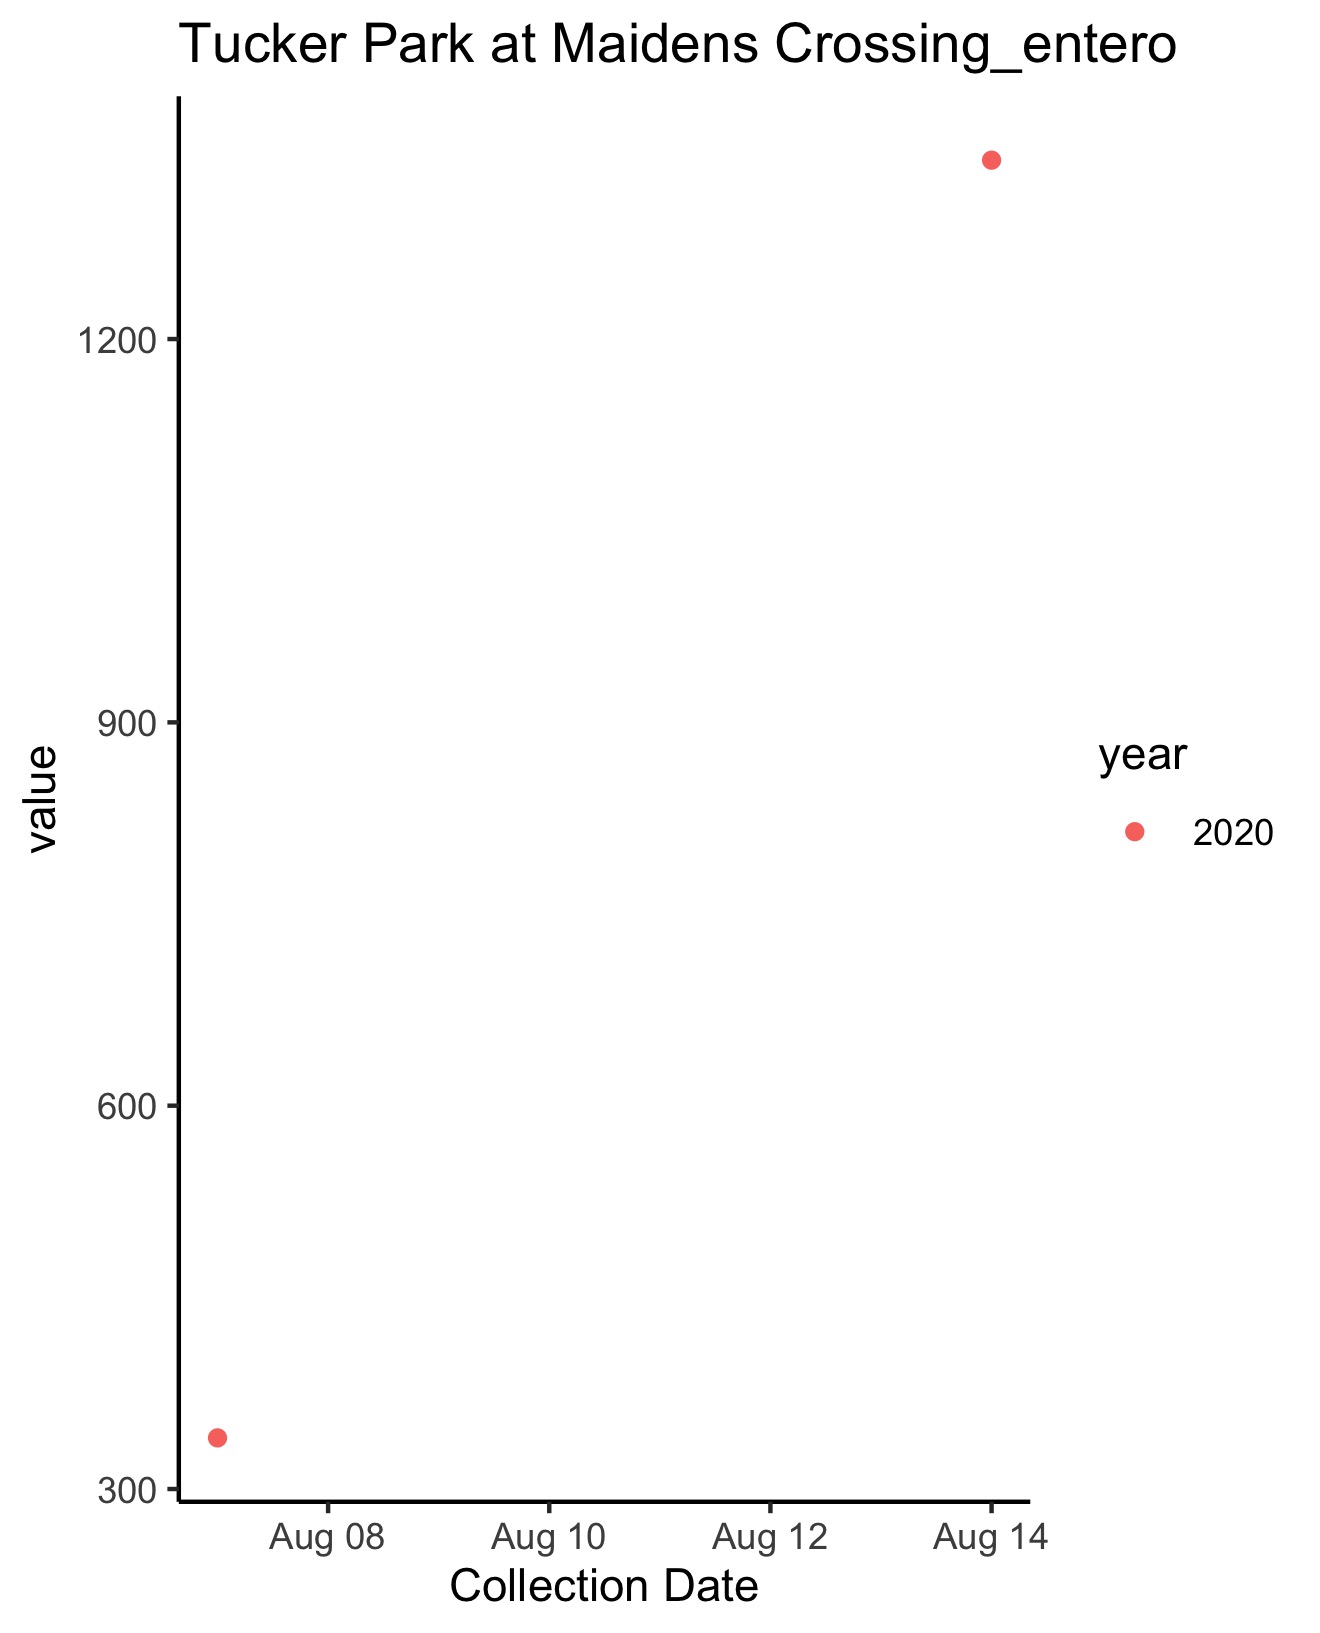 Tucker Park at Maidens Crossing_entero
1200
900
600
300
value
year
2020
Aug 08 Aug 10 Aug 12 Aug 14
Collection Date